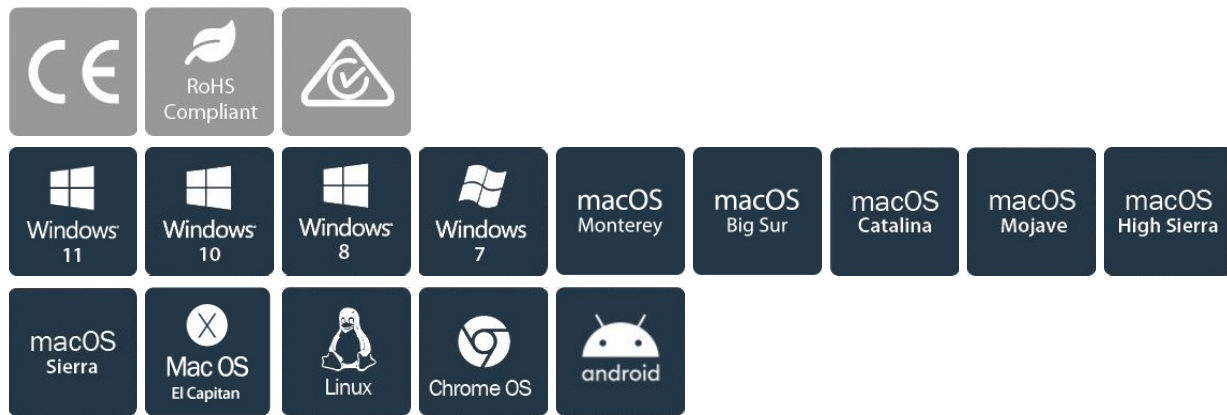 CE
RoHS
Compliant
Windows
11
Windows
10
Windows
8
Windows
7
macOS
Monterey
macOS
Big Sur
macOS
Catalina
macOS
Mojave
macOS
High Sierra
macOS
Sierra
X
Mac OS
El Capitan
Linux
Chrome OS
android